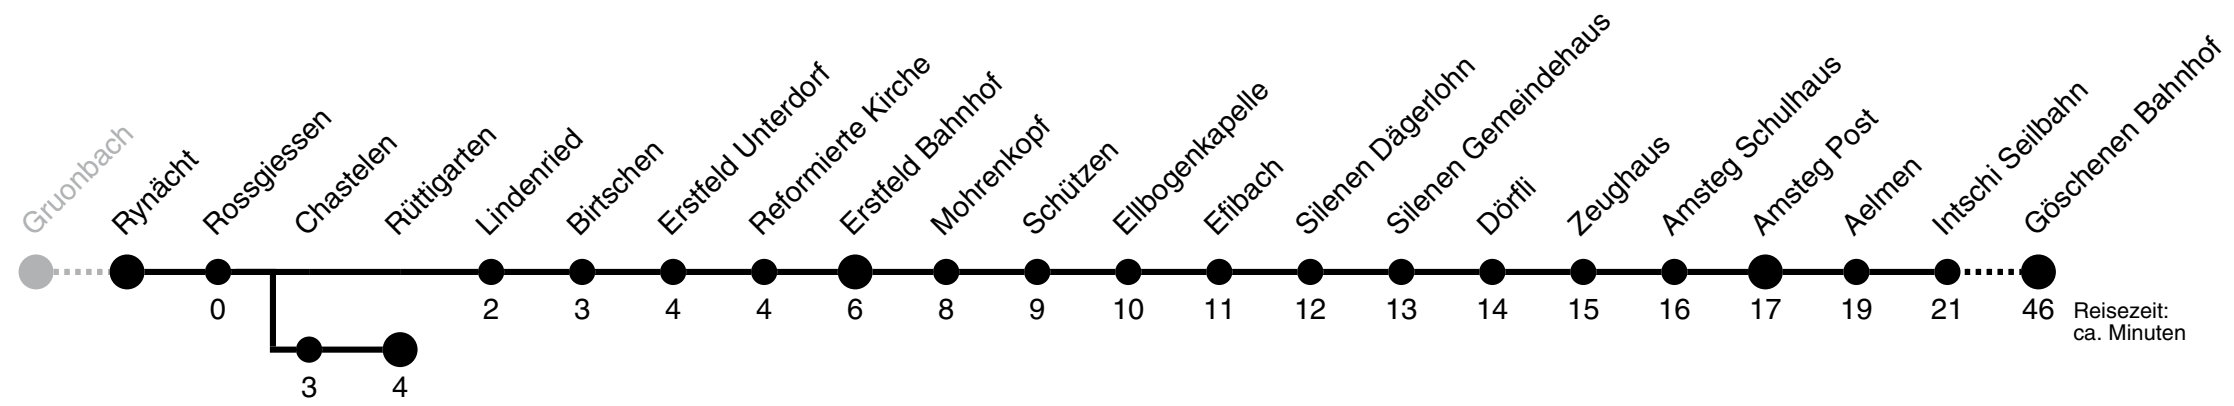 Gruonbach
Rynächt
Rossgiessen
Chastelen
Rüttigarten
Lindenried
Birtschen
Erstfeld Unterdorf
Reformierte Kirche
Erstfeld Bahnhof
Mohrenkopf
Schützen
Ellbogenkapelle
Efibach
Silenen Dägerlohn
Silenen Gemeindehaus
Dörfli
Zeughaus
Amsteg Schulhaus
Amsteg Post
Aelmen
Intschi Seilbahn
Göschenen Bahnhof
0 2 3 4 4 6 8 9 10 11 12 13 14 15 16 17 19 21 46
Reisezeit:
ca. Minuten
3 4